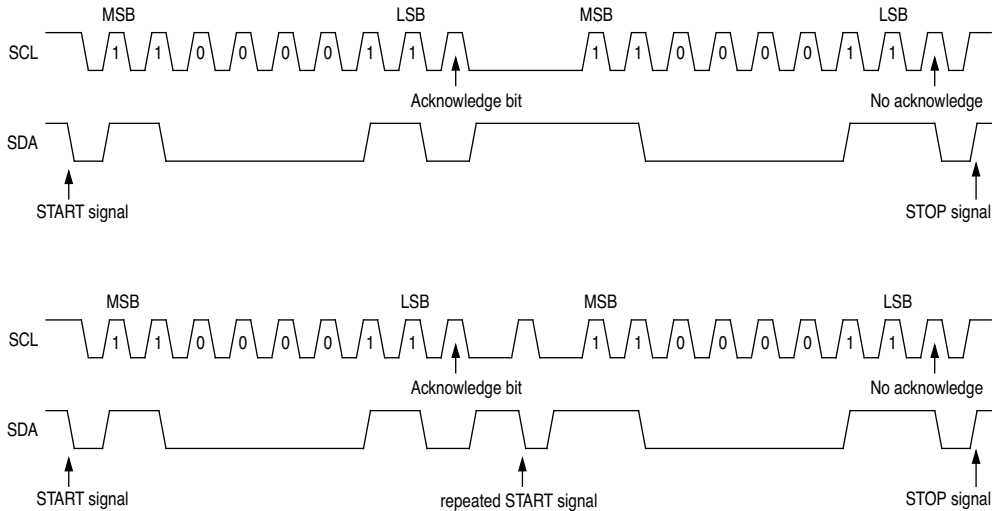 MSB LSB MSB LSB
SCL 1 1 0 0 0 0 1 1 1 1 0 0 0 0 1 1
Acknowledge bit No acknowledge
SDA
START signal STOP signal
MSB LSB MSB LSB
SCL 1 1 0 0 0 0 1 1 1 1 0 0 0 0 1 1
Acknowledge bit No acknowledge
SDA
START signal repeated START signal STOP signal